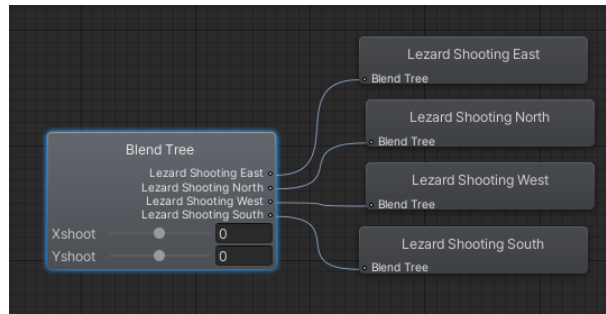 Blend Tree
Lezard Shooting East
Lezard Shooting North
Lezard Shooting West
Lezard Shooting South
Xshoot 0
Yshoot 0
Lezard Shooting East
Blend Tree
Lezard Shooting North
Blend Tree
Lezard Shooting West
Blend Tree
Lezard Shooting South
Blend Tree